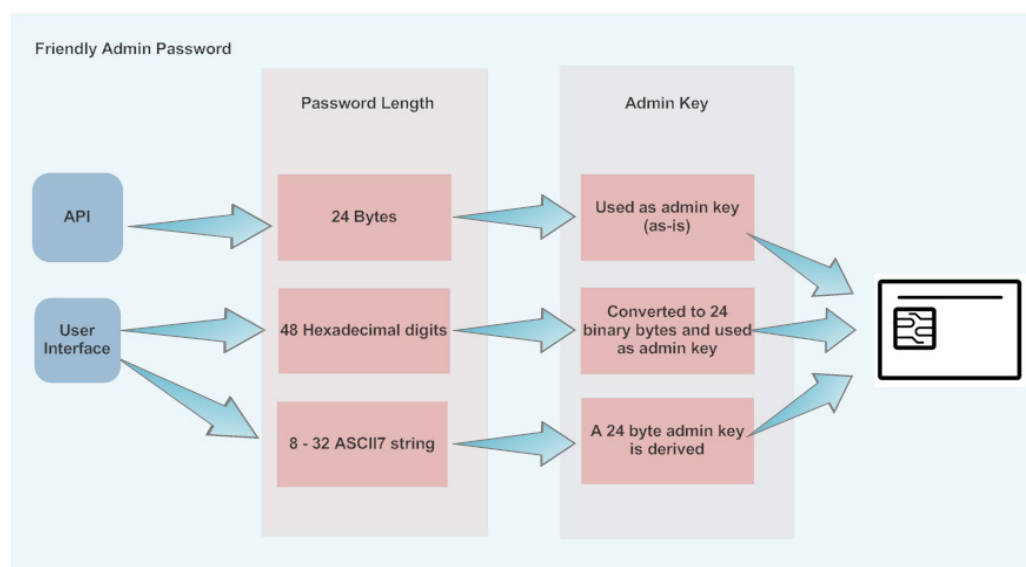 Friendly Admin Password
Password Length
Admin Key
API
24 Bytes
Used as admin key
(as-is)
User
Interface
48 Hexadecimal digits
Converted to 24
binary bytes and used
as admin key
8 - 32 ASCII7 string
A 24 byte admin key
is derived